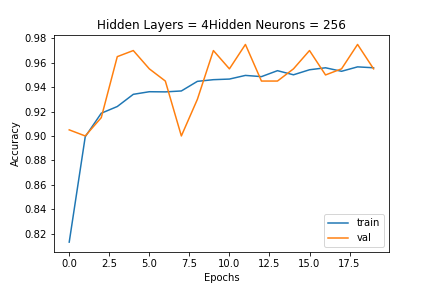 Hidden Layers = 4Hidden Neurons = 256
0.98
0.96
0.94
0.92
0.90
0.88
0.86
0.84
0.82
Accuracy
train
val
0.0 2.5 5.0 7.5 10.0 12.5 15.0 17.5
Epochs